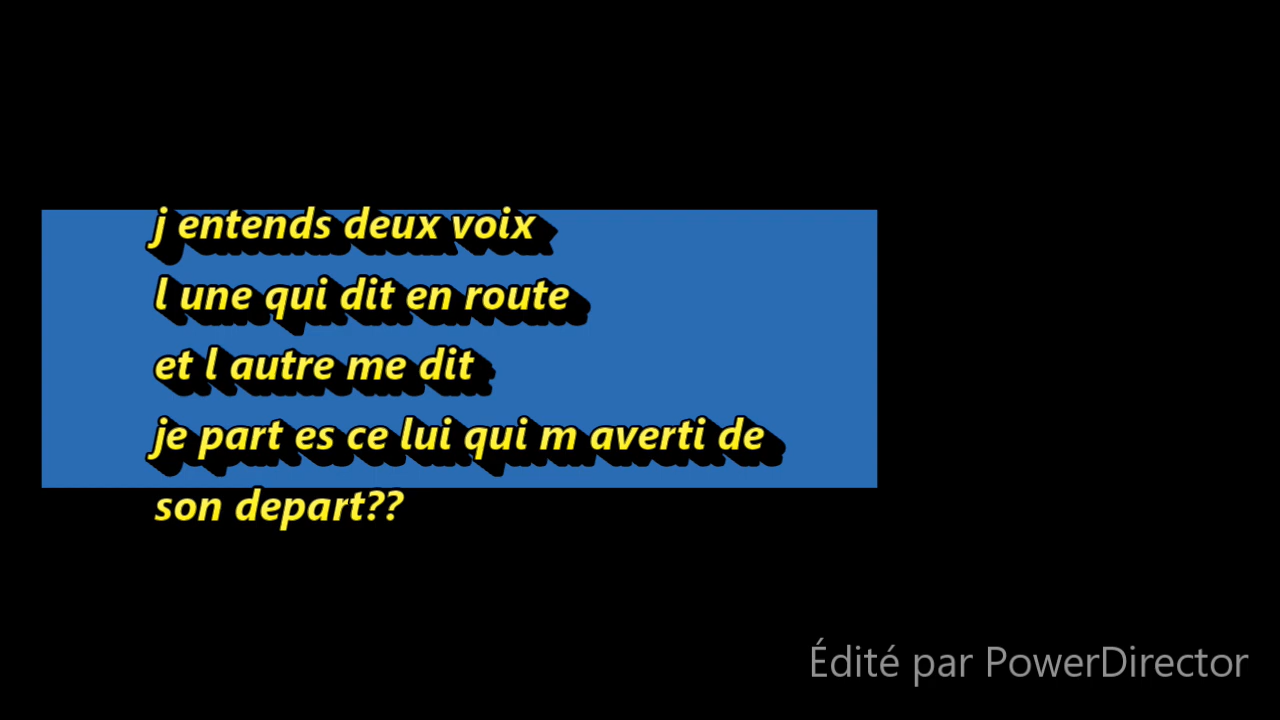 j entends deux voix
l une qui dit en route
et l autre me dit
je part es ce lui qui m averti de
son depart??
Édité par PowerDirector